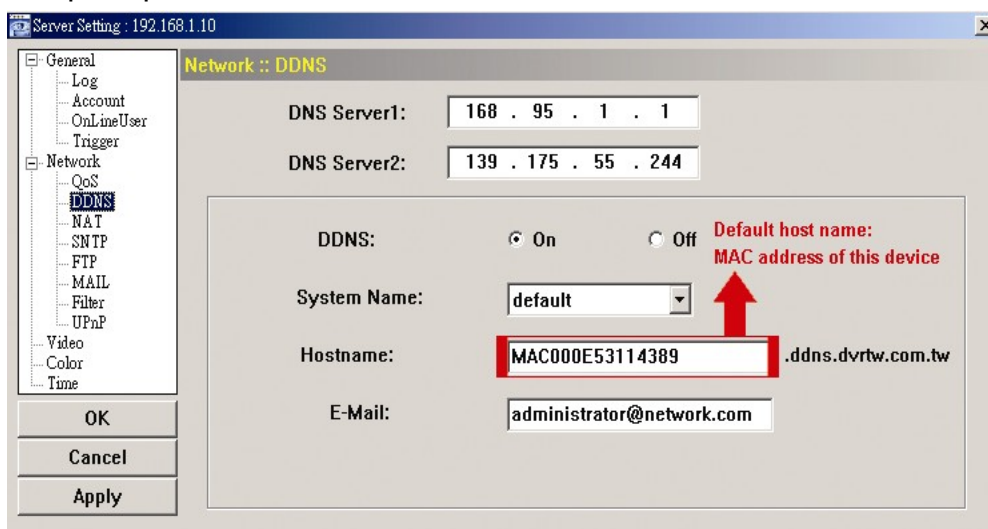 Server Setting : 192.168.1.10
General
Log
Account
OnLineUser
Trigger
Network
QoS
DDNS
NAT
SNTP
FTP
MAIL
Filter
UPnP
Video
Color
Time
OK
Cancel
Apply
Network :: DDNS
DNS Server1: 168 . 95 . 1 . 1
DNS Server2: 139 . 175 . 55 . 244
DDNS: On Off
Default host name:
MAC address of this device
System Name: default
Hostname: MAC000E53114389 .ddns.dvrtw.com.tw
E-Mail: administrator@network.com